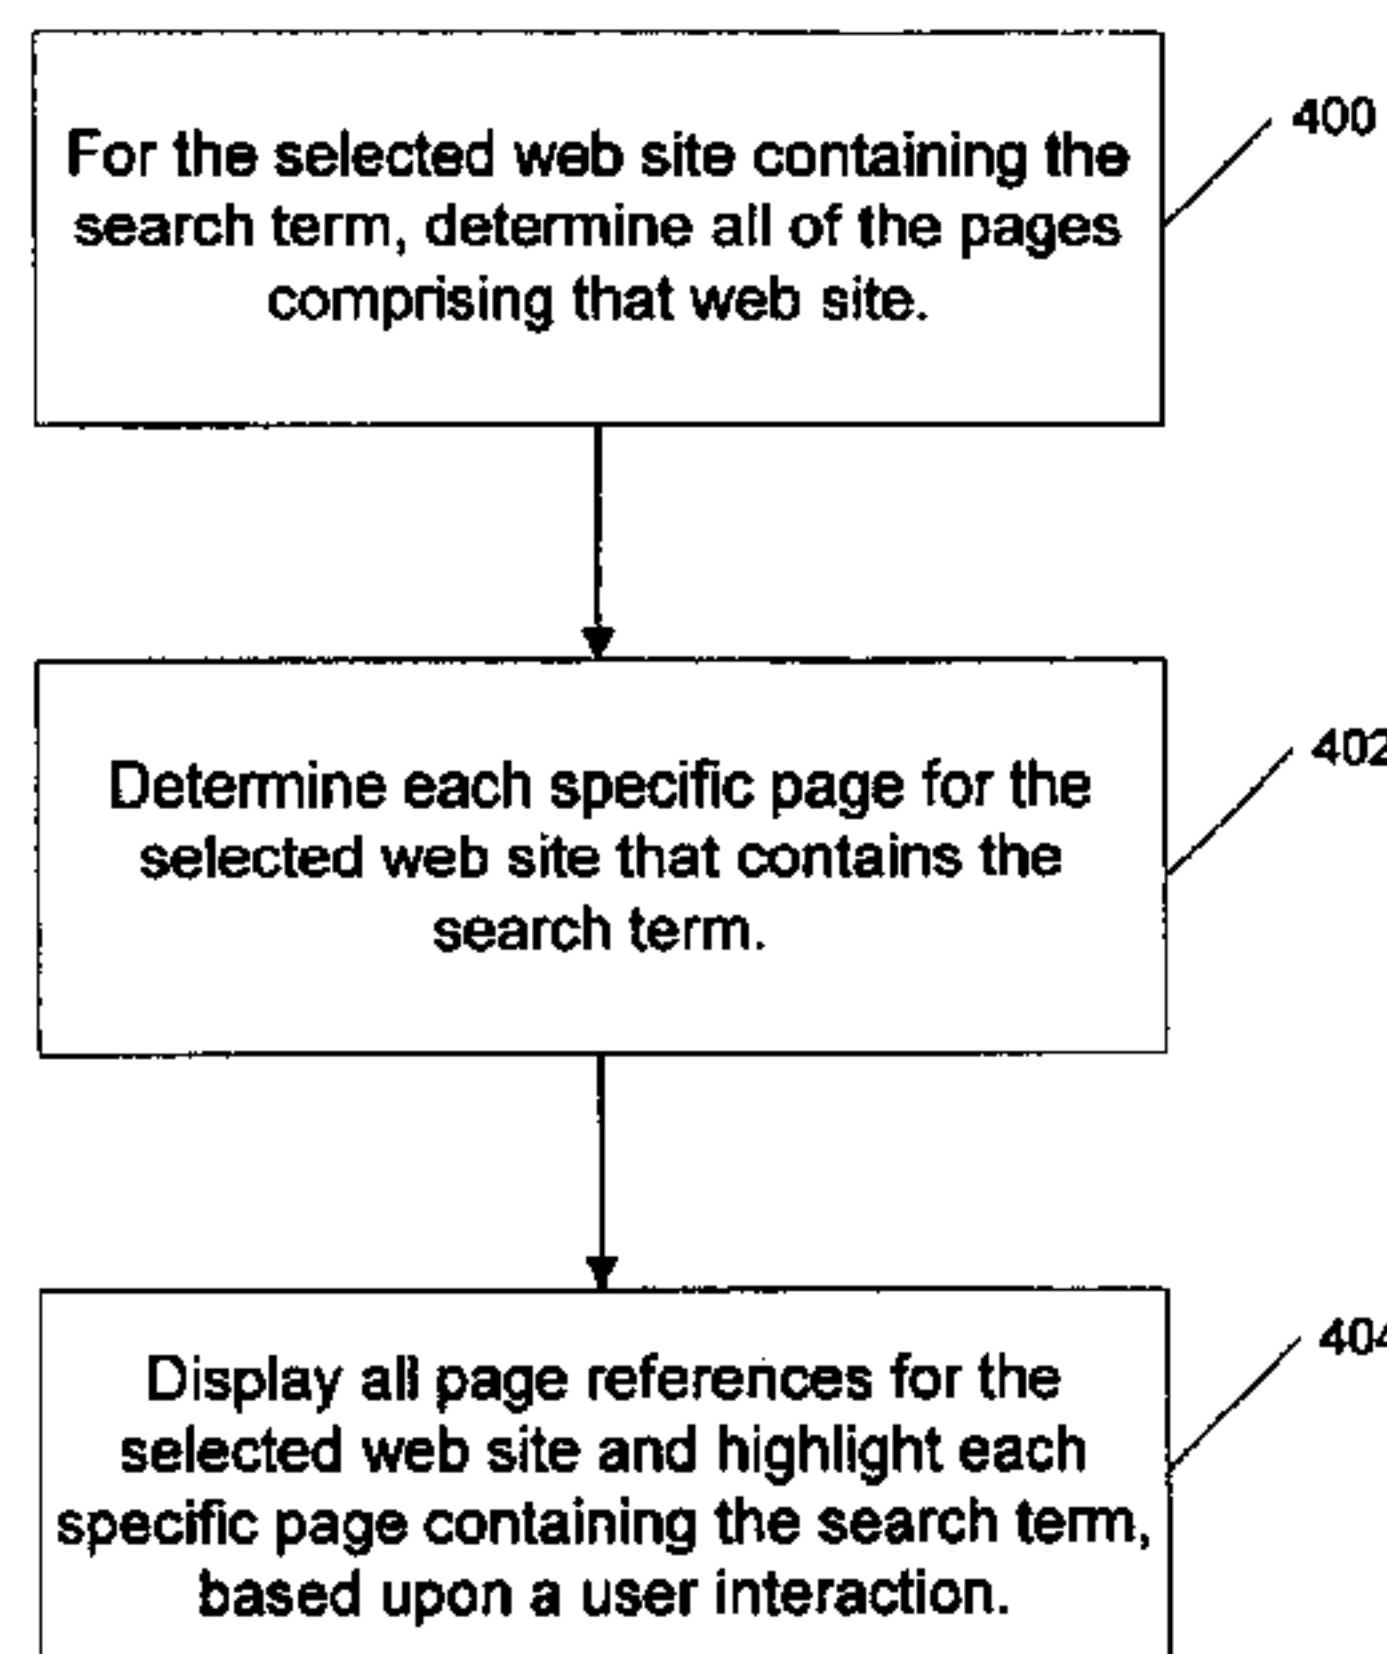 For the selected web site containing the
search term, determine all of the pages
comprising that web site.
400
Determine each specific page for the
selected web site that contains the
search term.
402
Display all page references for the
selected web site and highlight each
specific page containing the search term,
based upon a user interaction.
404